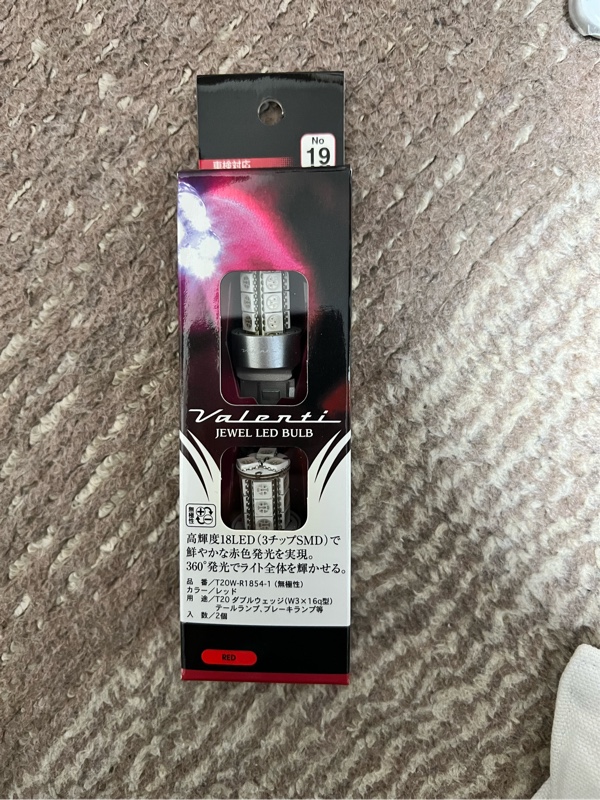 No
19
車検対応
Valenti
JEWEL LED BULB
無極性
高輝度18LED(3チップSMD)で
鮮やかな赤色発光を実現。
360°発光でライト全体を輝かせる。
品 番/T20W-R1854-1 (無極性)
カラー/レッド
用 途/T20 ダブルウェッジ(W3×16q型)
テールランプ、ブレーキランプ等
入 数/2個
RED